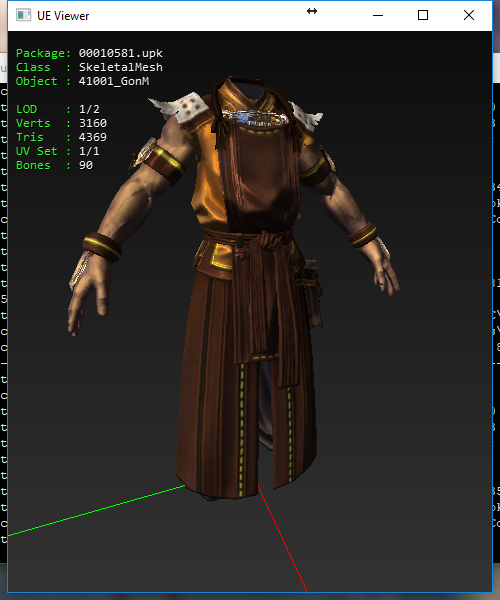 UE Viewer
Package: 00010581.upk
Class : SkeletalMesh
Object : 41001_GonM
LOD : 1/2
Verts : 3160
Tris : 4369
UV Set : 1/1
Bones : 90